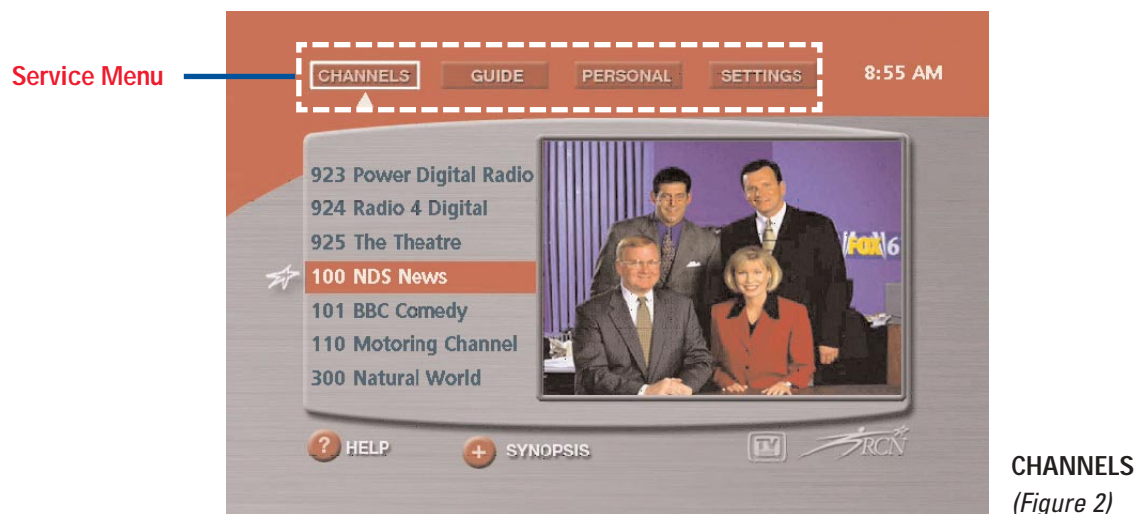 Service Menu
CHANNELS GUIDE PERSONAL SETTINGS 8:55 AM
923 Power Digital Radio
924 Radio 4 Digital
925 The Theatre
100 NDS News
101 BBC Comedy
110 Motoring Channel
300 Natural World
FOX 6
? HELP + SYNOPSIS TV RCN
CHANNELS
(Figure 2)